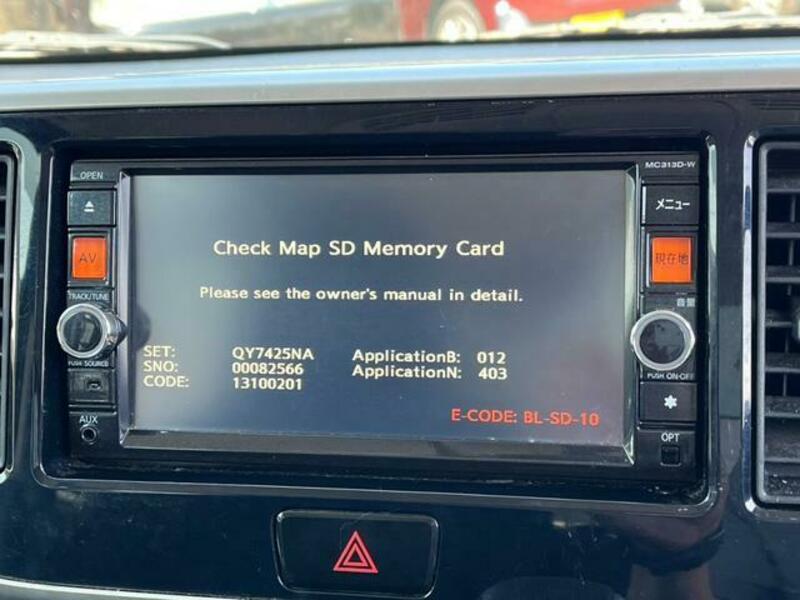 MC313D-W
OPEN
メニュー
AV
現在地
Check Map SD Memory Card
Please see the owner's manual in detail.
TRACK/TUNE
音量
SET: QY7425NA ApplicationB: 012
SNO: 00082566 ApplicationN: 403
CODE: 13100201
PUSH SOURCE
PUSH ON-OFF
E-CODE: BL-SD-10
AUX
OPT